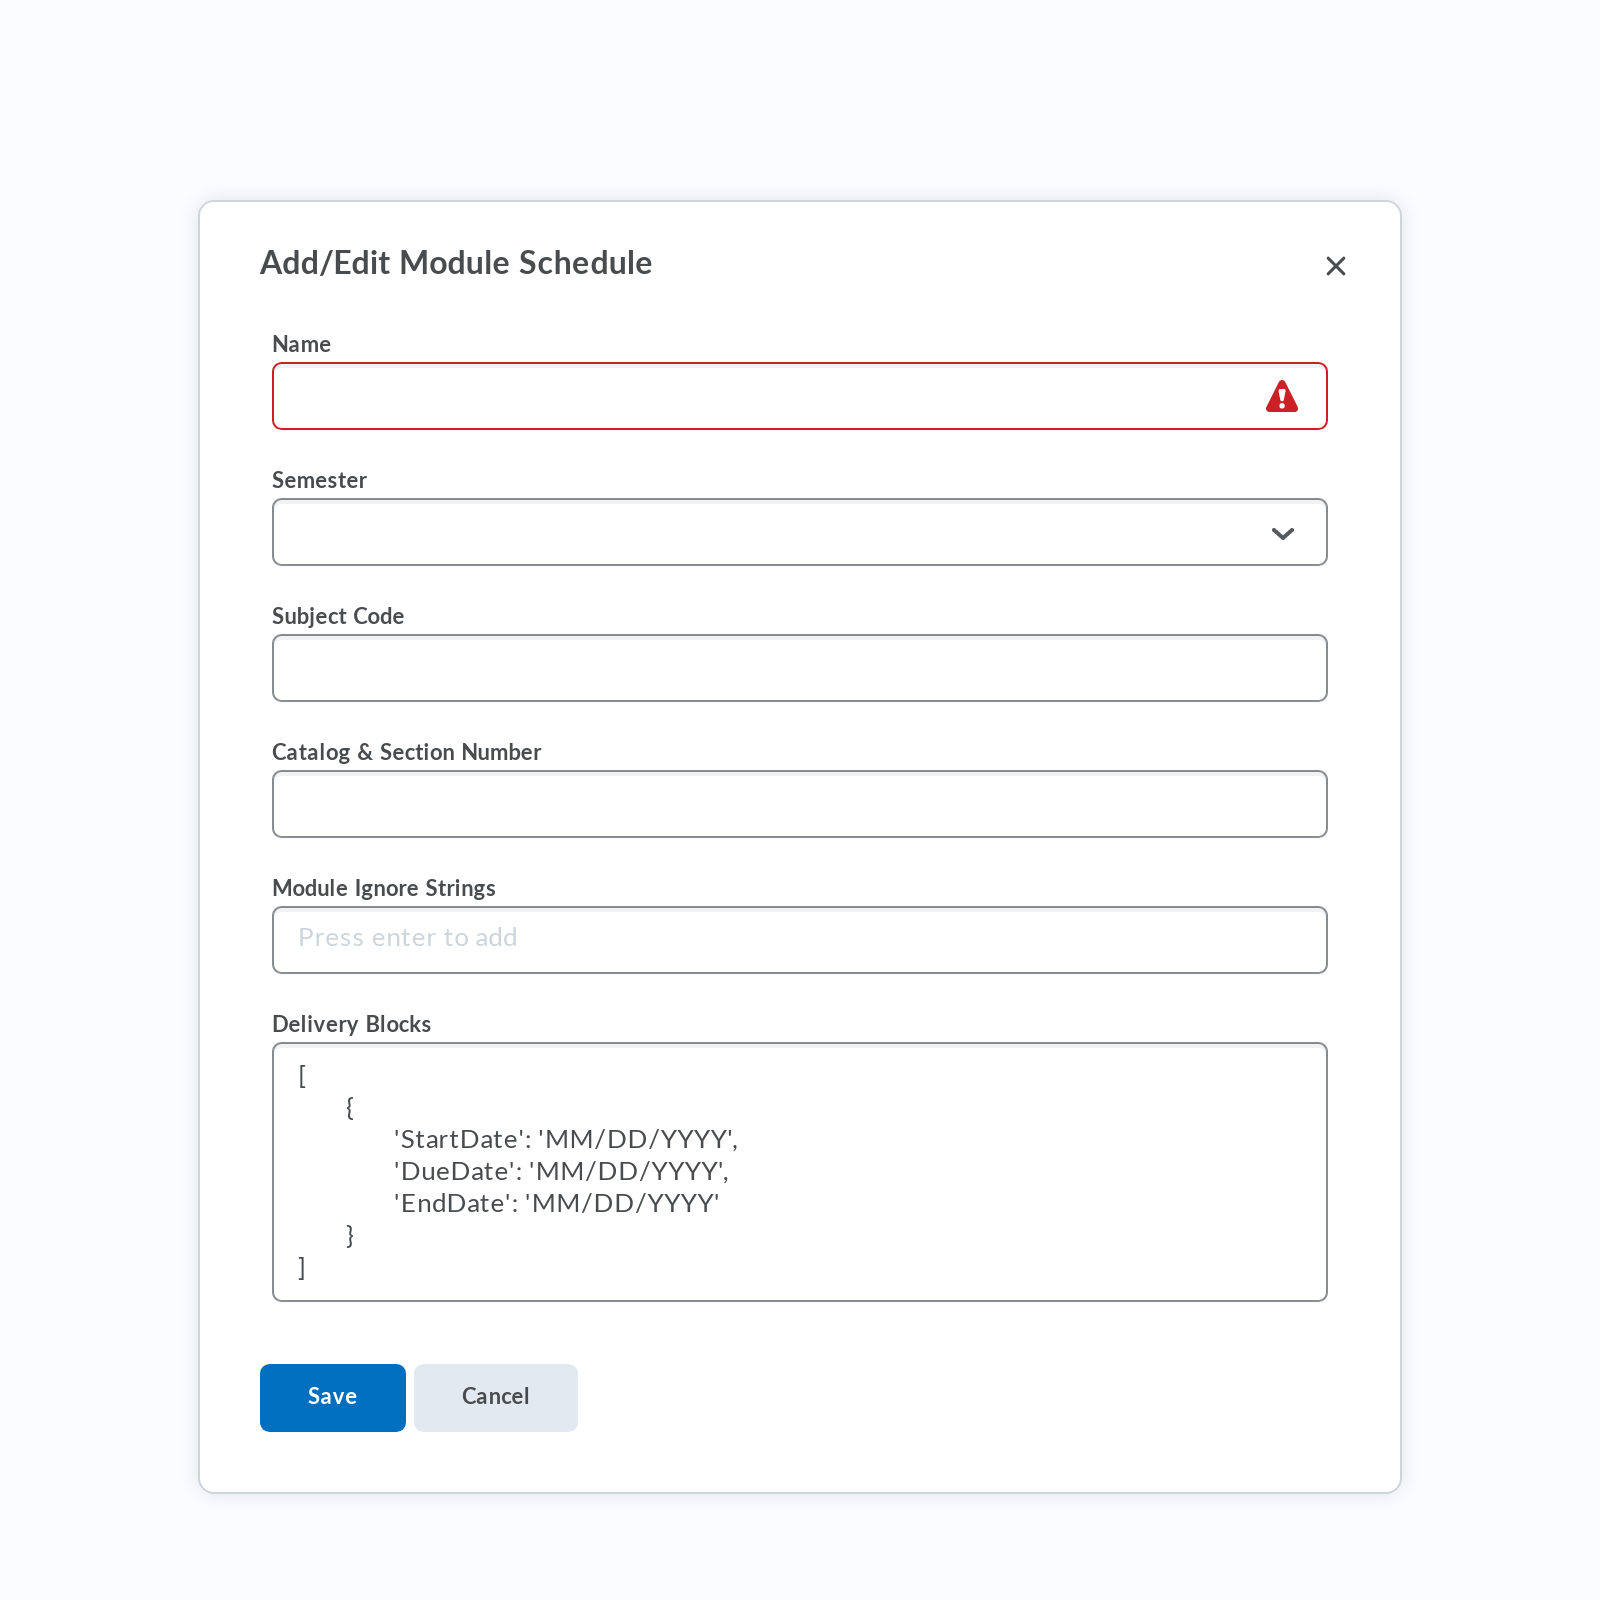 Add/Edit Module Schedule
Name
Semester
Subject Code
Catalog & Section Number
Module Ignore Strings
Press enter to add
Delivery Blocks
[
{
'StartDate': 'MM/DD/YYYY',
'DueDate': 'MM/DD/YYYY',
'EndDate': 'MM/DD/YYYY'
}
]
Save
Cancel